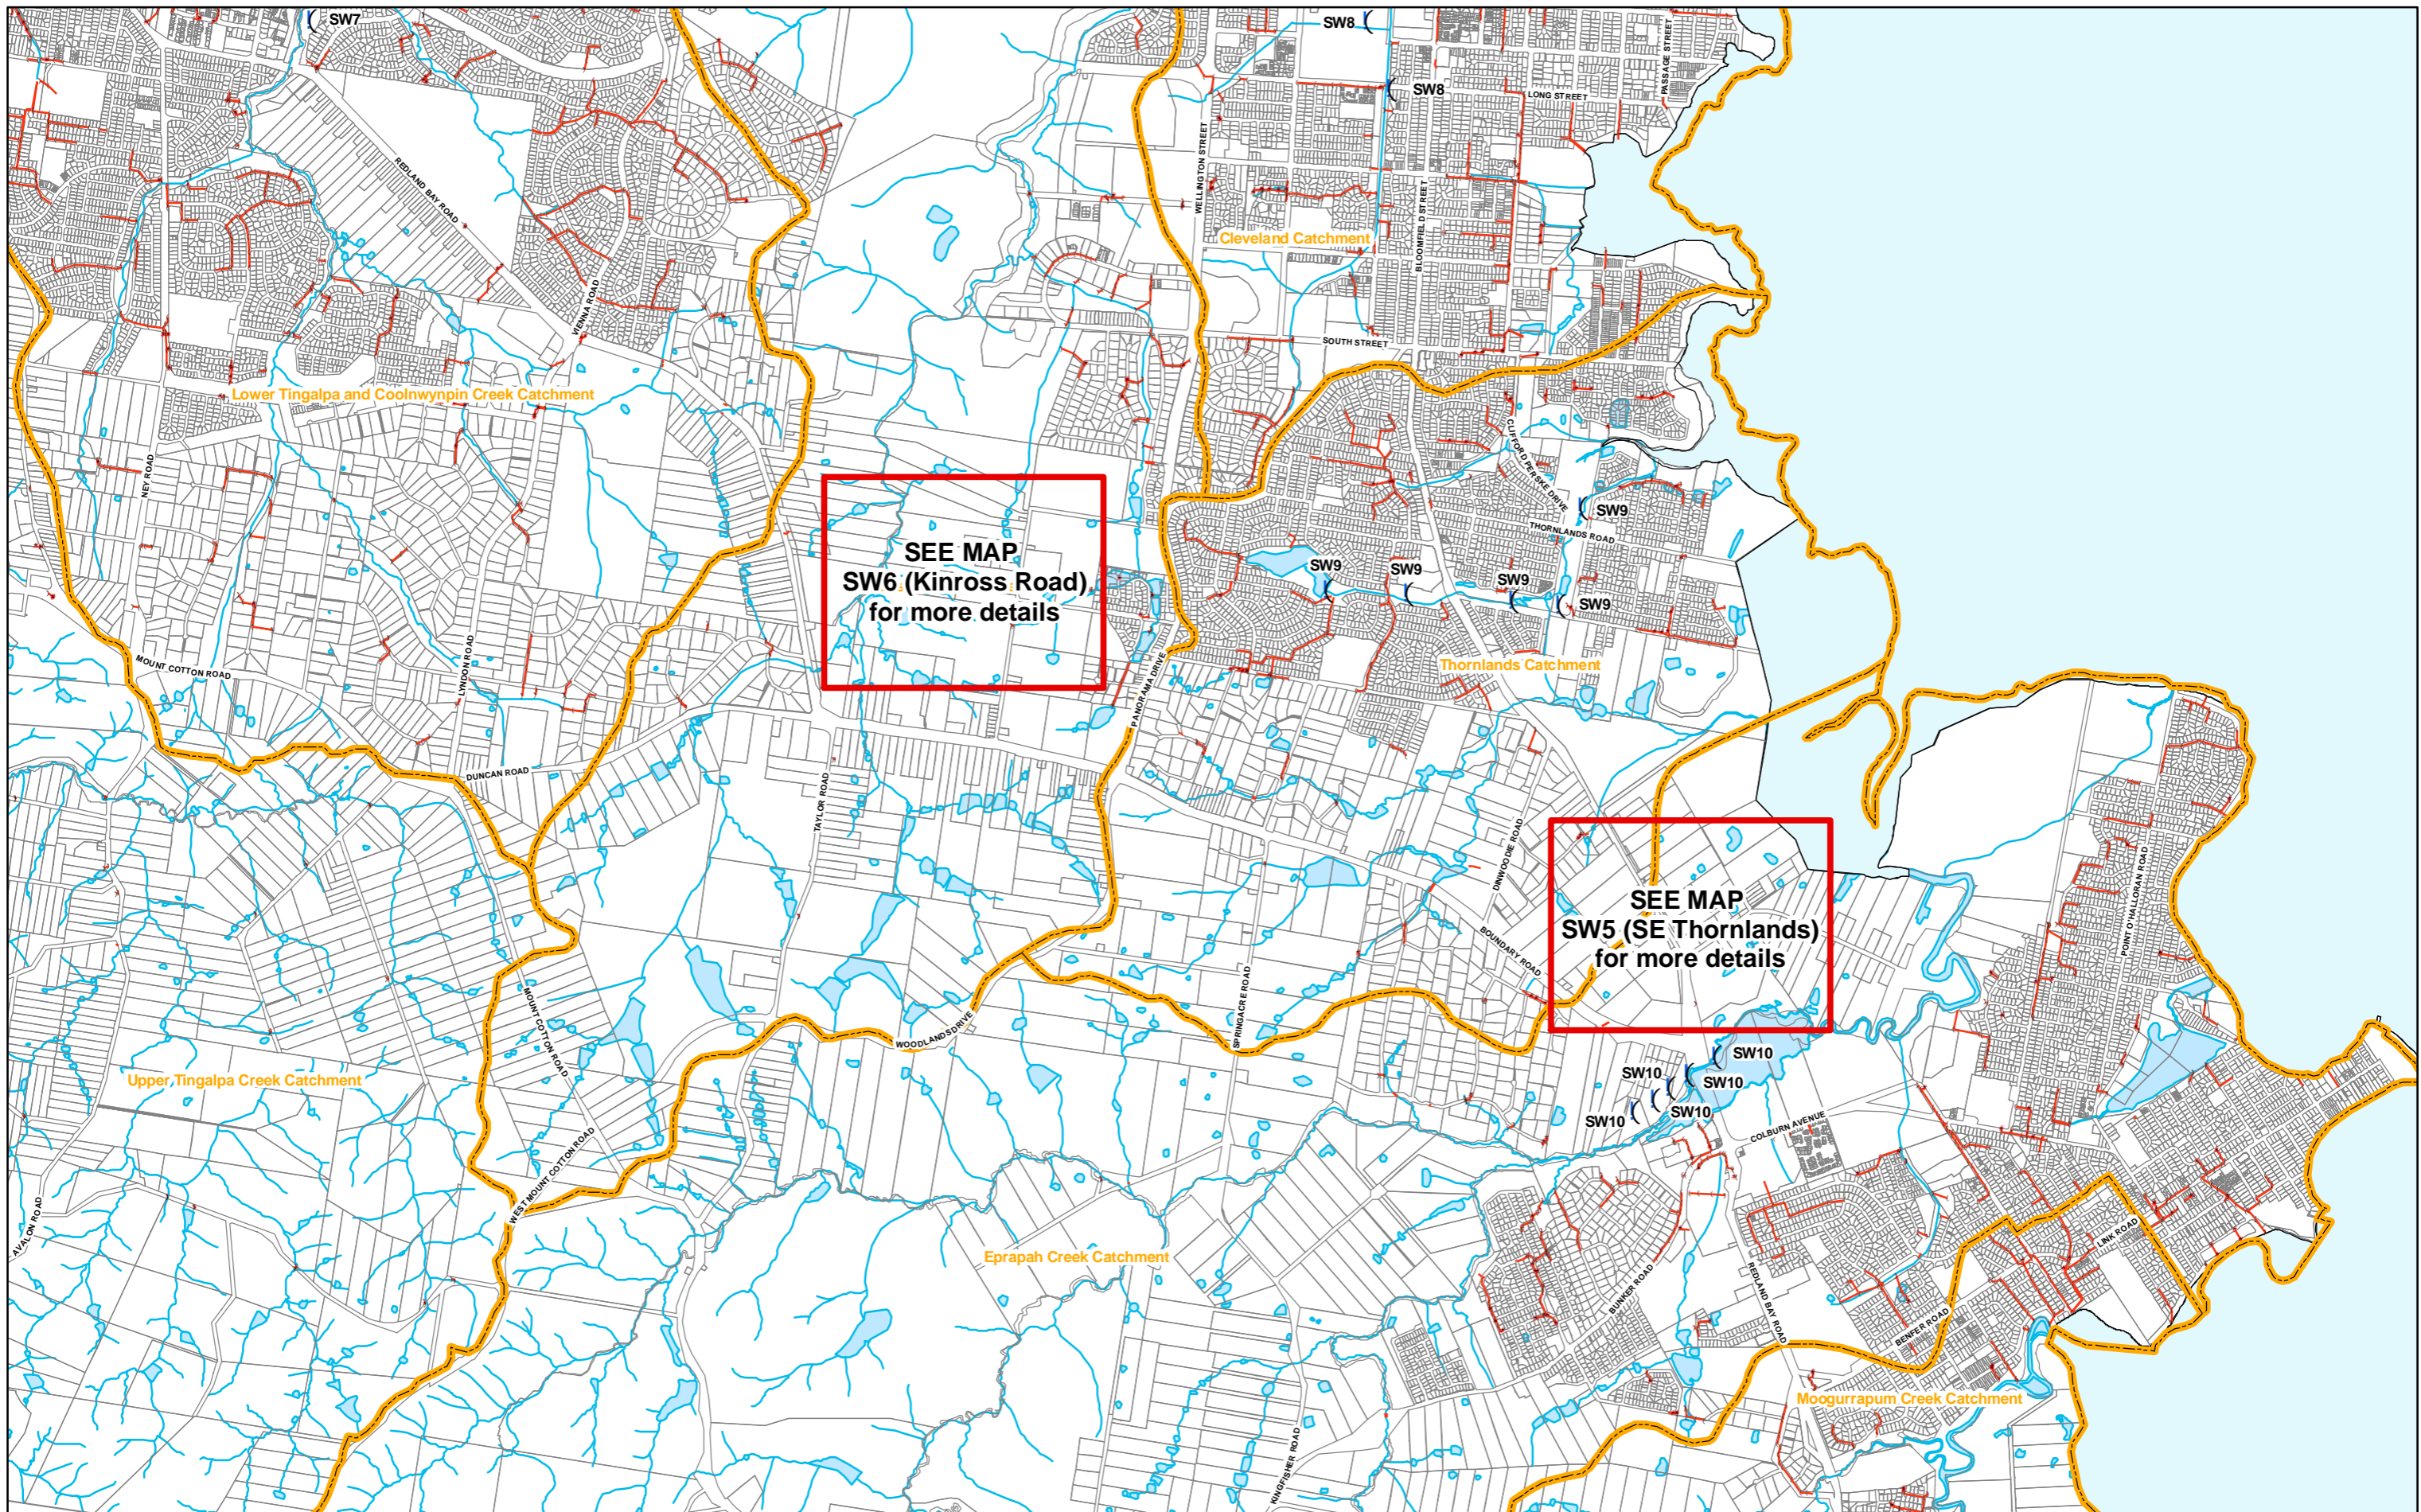 SW7
SW8
SW8
PASSAGE STREET
LONG STREET
WELLINGTON STREET
REDLAND BAY ROAD
BLOOMFIELD STREET
Cleveland Catchment
VIENNA ROAD
SOUTH STREET
Lower Tingalpa and Coolnwynpin Creek Catchment
CLIFFORD PERSKE DRIVE
NEY ROAD
SW9
THORNLANDS ROAD
SEE MAP
SW6 (Kinross Road)
for more details
SW9
SW9
SW9
SW9
MOUNT COTTON ROAD
LYNDON ROAD
Thornlands Catchment
PANORAMA DRIVE
DUNCAN ROAD
TAYLOR ROAD
DINWOODIE ROAD
SEE MAP
SW5 (SE Thornlands)
for more details
POINT O'HALLORAN ROAD
BOUNDARY ROAD
SPRINGACRE ROAD
MOUNT COTTON ROAD
WOODLANDS DRIVE
SW10
SW10
SW10
SW10
SW10
Upper Tingalpa Creek Catchment
COLBURN AVENUE
WEST MOUNT COTTON ROAD
AVALON ROAD
LINK ROAD
Eprapah Creek Catchment
BUNKER ROAD
REDLAND BAY ROAD
BENFER ROAD
Moogurrapum Creek Catchment
KINGFISHER ROAD